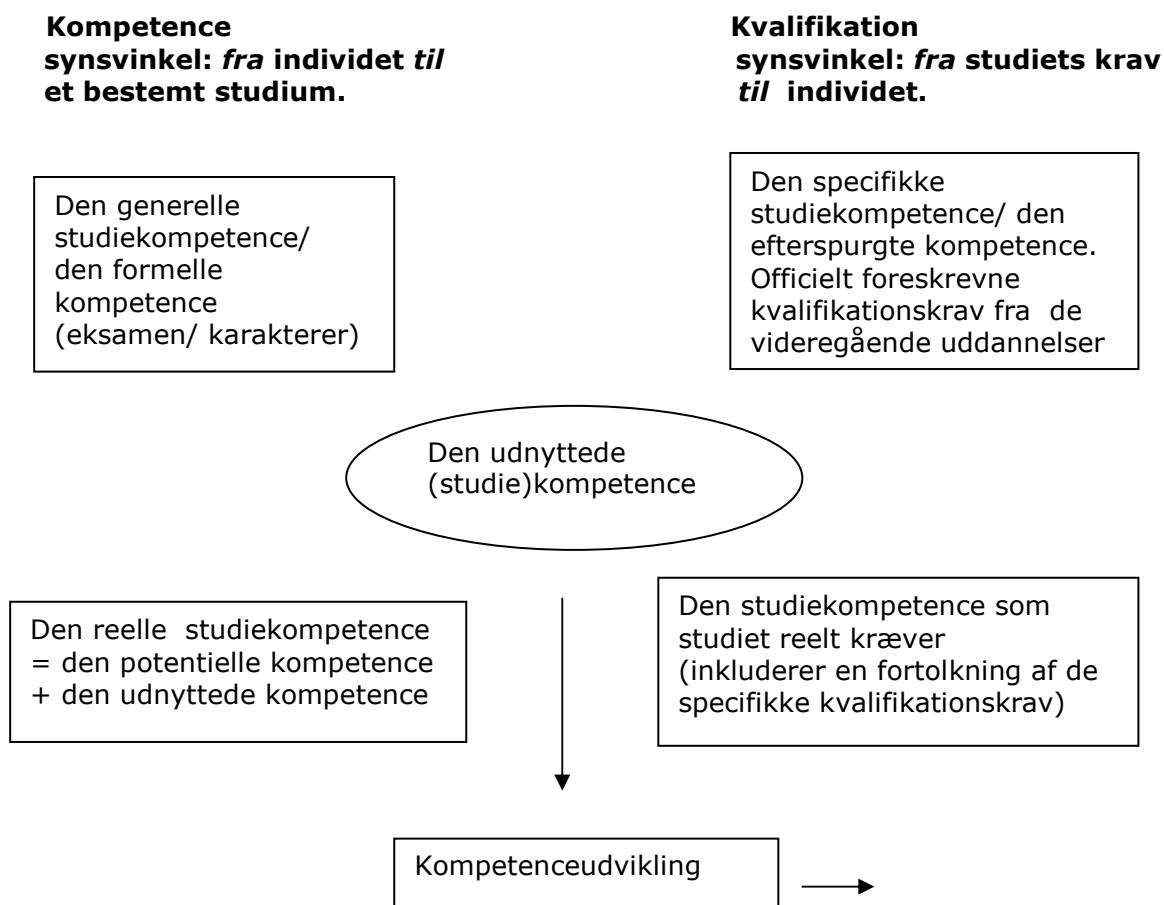 Kompetence
synsvinkel: fra individet til
et bestemt studium.
Kvalifikation
synsvinkel: fra studiets krav
til individet.
Den generelle
studiekompetence/
den formelle
kompetence
(eksamen/ karakterer)
Den specifikke
studiekompetence/ den
efterspurgte kompetence.
Officielt foreskrevne
kvalifikationskrav fra de
videregående uddannelser
Den udnyttede
(studie)kompetence
Den reelle studiekompetence
= den potentielle kompetence
+ den udnyttede kompetence
Den studiekompetence som
studiet reelt kræver
(inkluderer en fortolkning af de
specifikke kvalifikationskrav)
Kompetenceudvikling